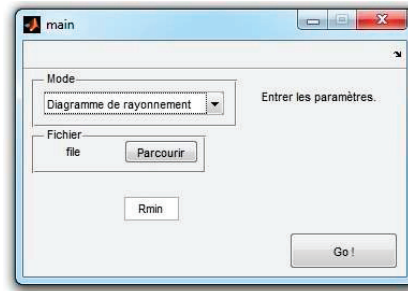 main
Mode
Diagramme de rayonnement
Entrer les paramètres.
Fichier
file
Parcourir
Rmin
Go !